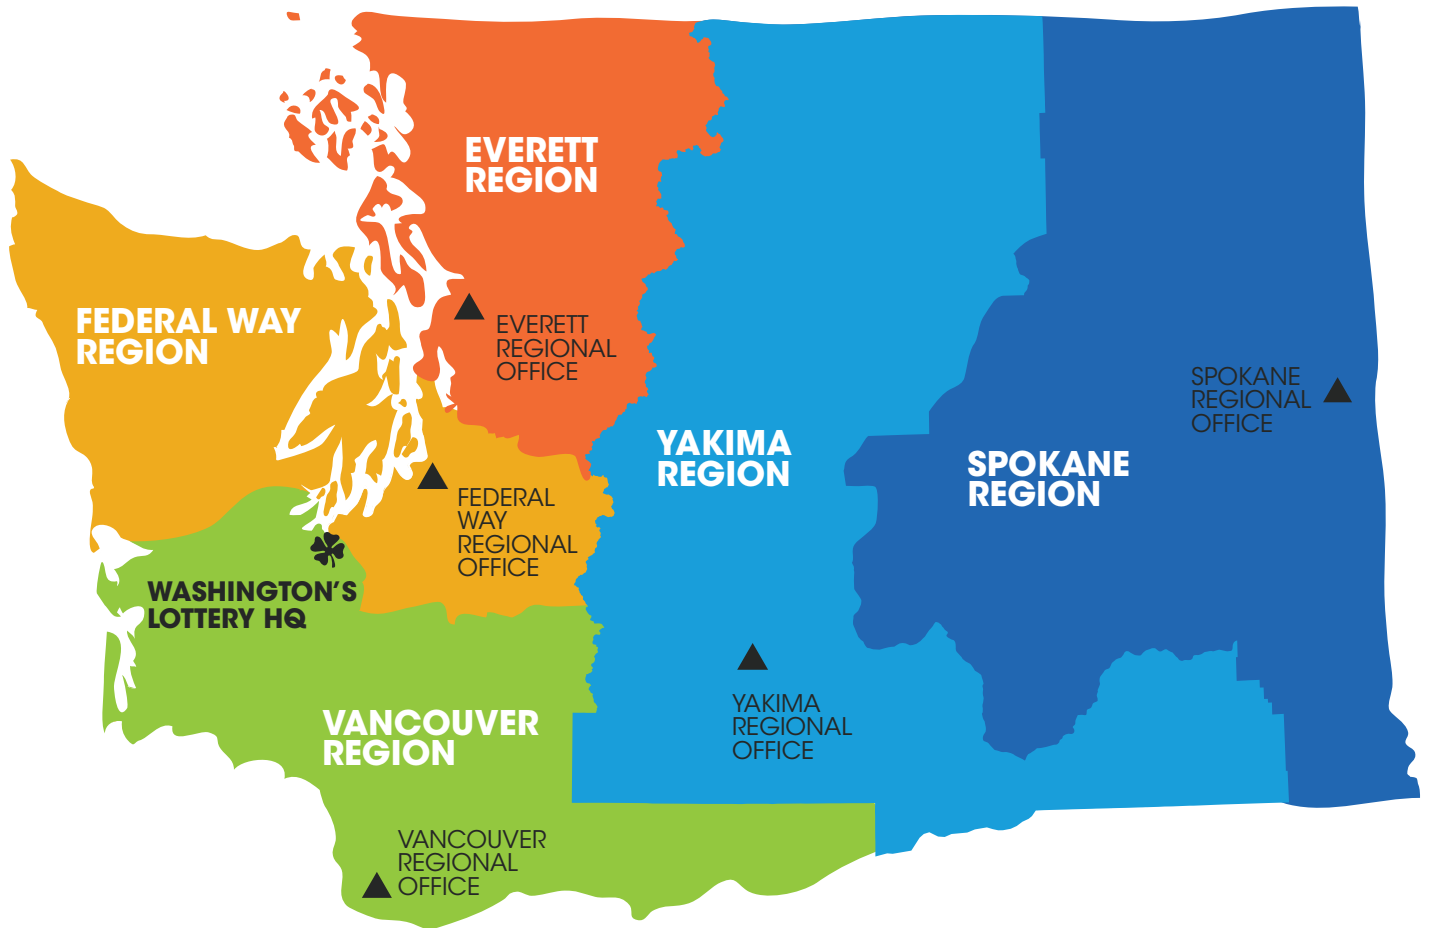 EVERETT
REGION
FEDERAL WAY
REGION
EVERETT
REGIONAL
OFFICE
SPOKANE
REGIONAL
OFFICE
YAKIMA
REGION
SPOKANE
REGION
FEDERAL
WAY
REGIONAL
OFFICE
WASHINGTON'S
LOTTERY HQ
VANCOUVER
REGION
YAKIMA
REGIONAL
OFFICE
VANCOUVER
REGIONAL
OFFICE